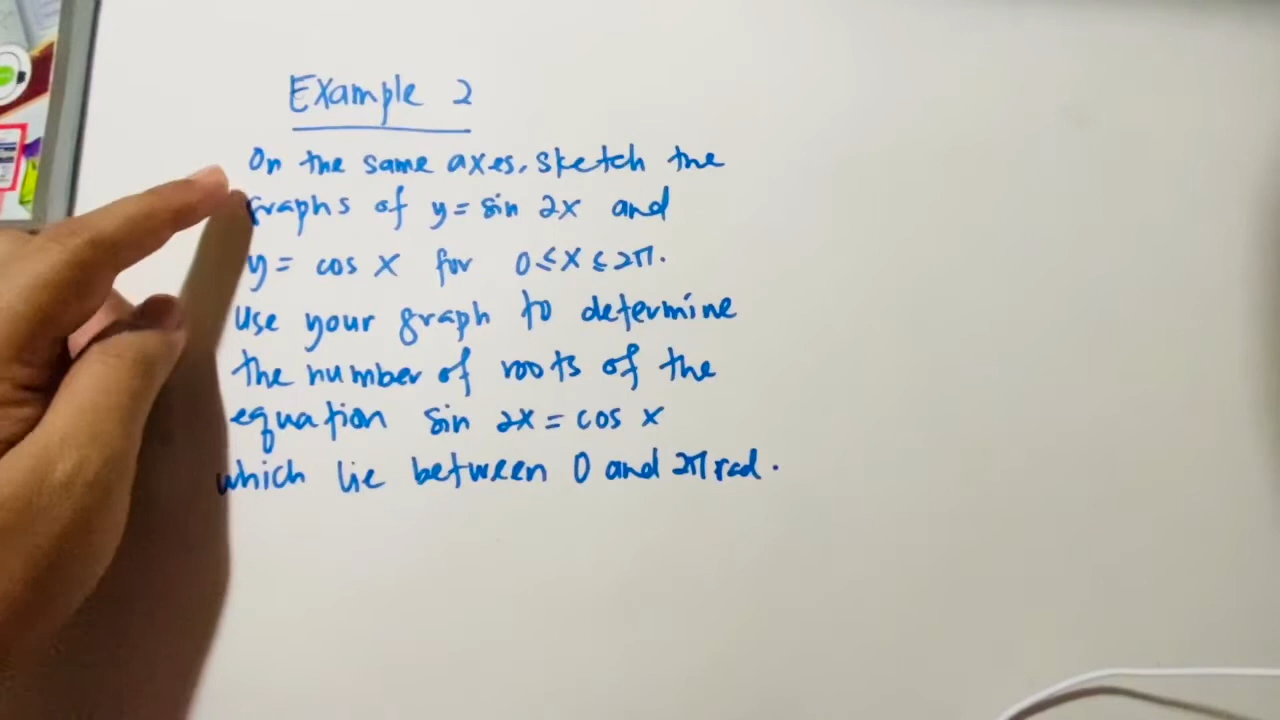 Example 2
On the same axes, sketch the
graphs of y = sin 2x and
y = cos x for 0 ≤ x ≤ 2π.
Use your graph to determine
the number of roots of the
equation sin 2x = cos x
which lie between 0 and 2π rad.